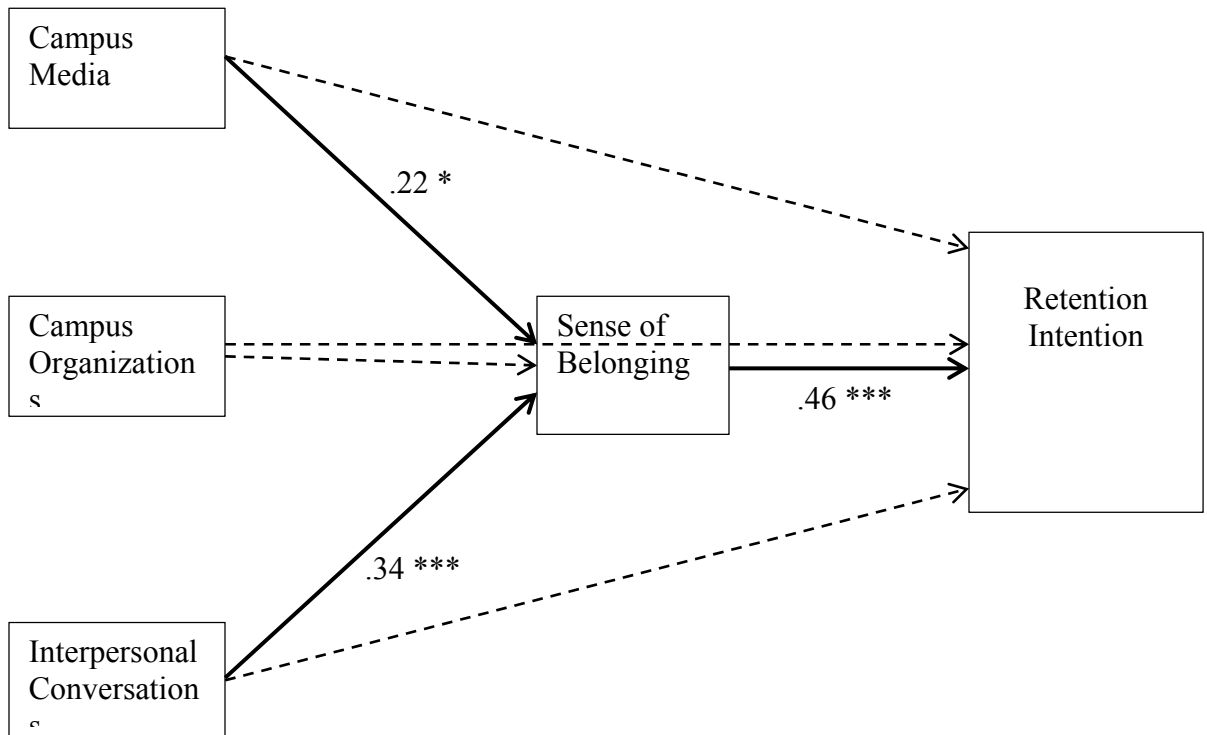 Campus
Media
.22 *
Campus
Organization
s
Sense of
Belonging
Retention
Intention
.46 ***
.34 ***
Interpersonal
Conversation
s